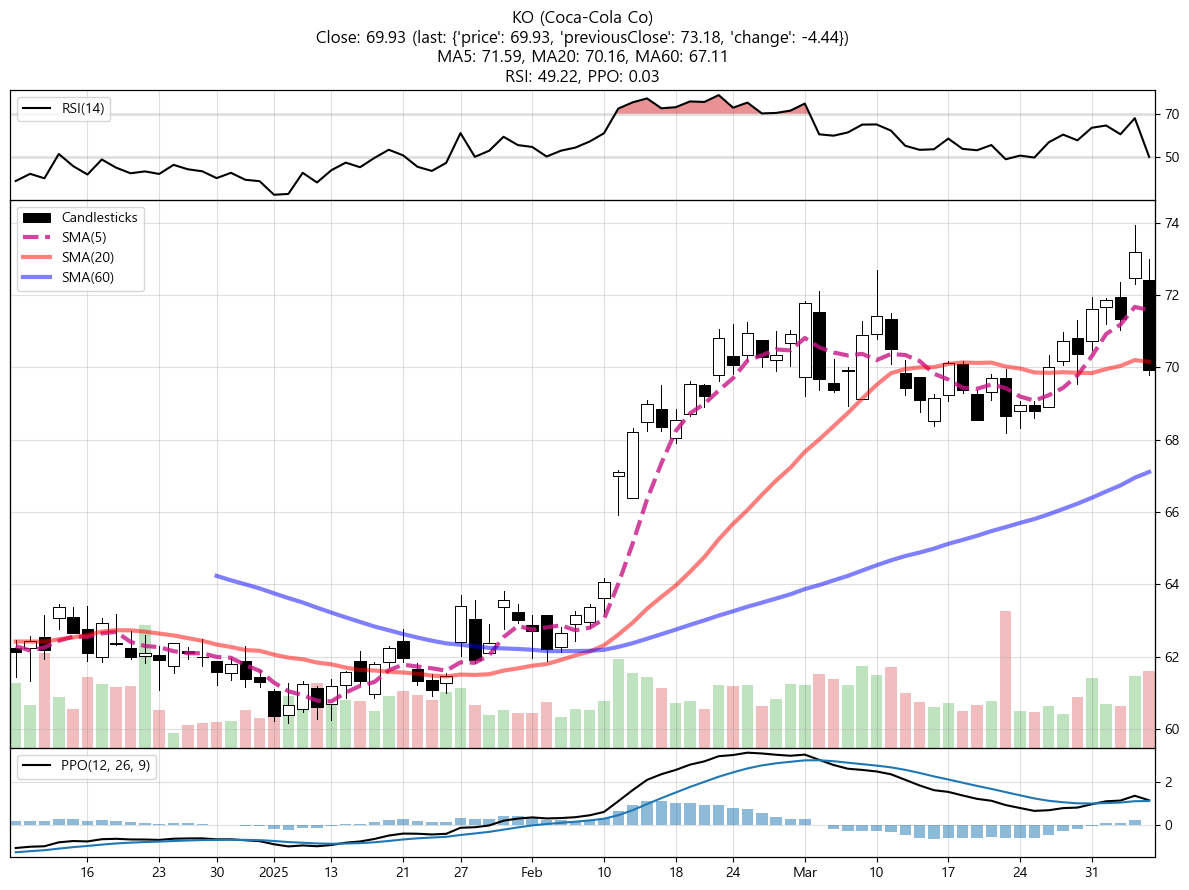 KO (Coca-Cola Co)
Close: 69.93 (last: {'price': 69.93, 'previousClose': 73.18, 'change': -4.44})
MA5: 71.59, MA20: 70.16, MA60: 67.11
RSI: 49.22, PPO: 0.03
RSI(14)
70
50
Candlesticks
SMA(5)
SMA(20)
SMA(60)
74
72
70
68
66
64
62
60
PPO(12, 26, 9)
2
0
16 23 30 2025 13 21 27 Feb 10 18 24 Mar 10 17 24 31